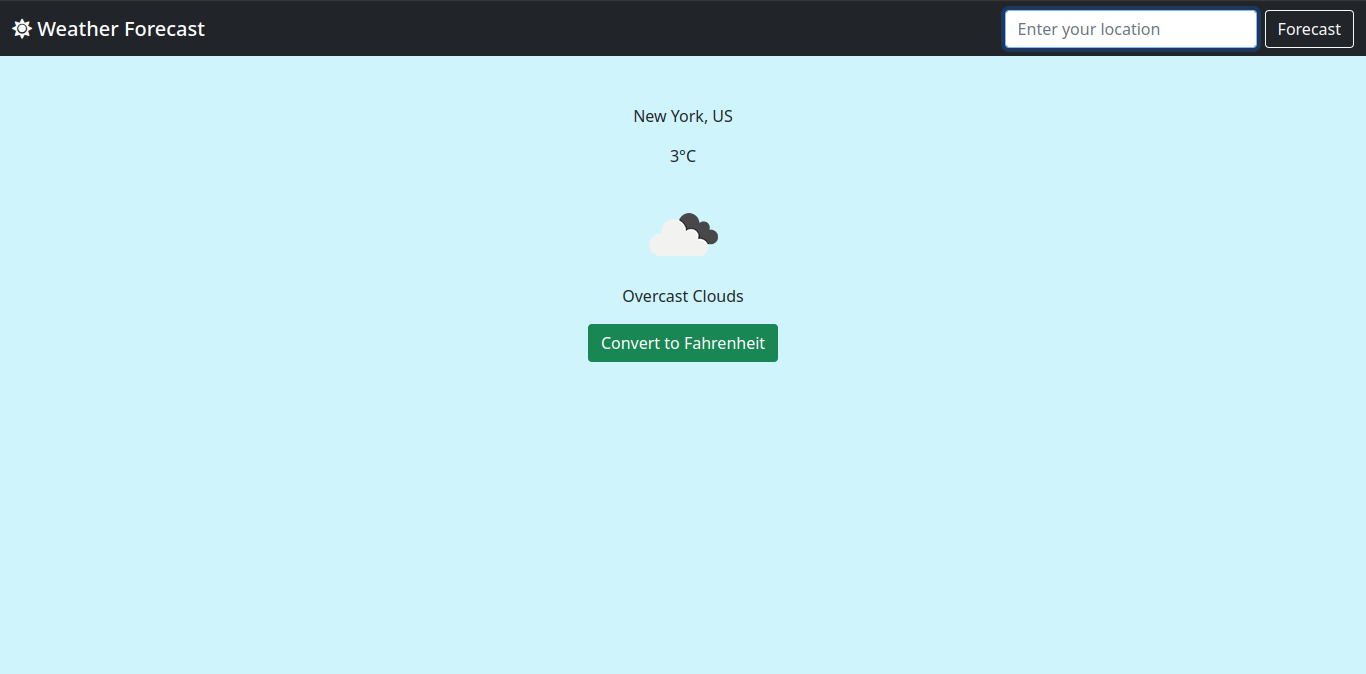 Weather Forecast
Enter your location
Forecast
New York, US
3°C
Overcast Clouds
Convert to Fahrenheit